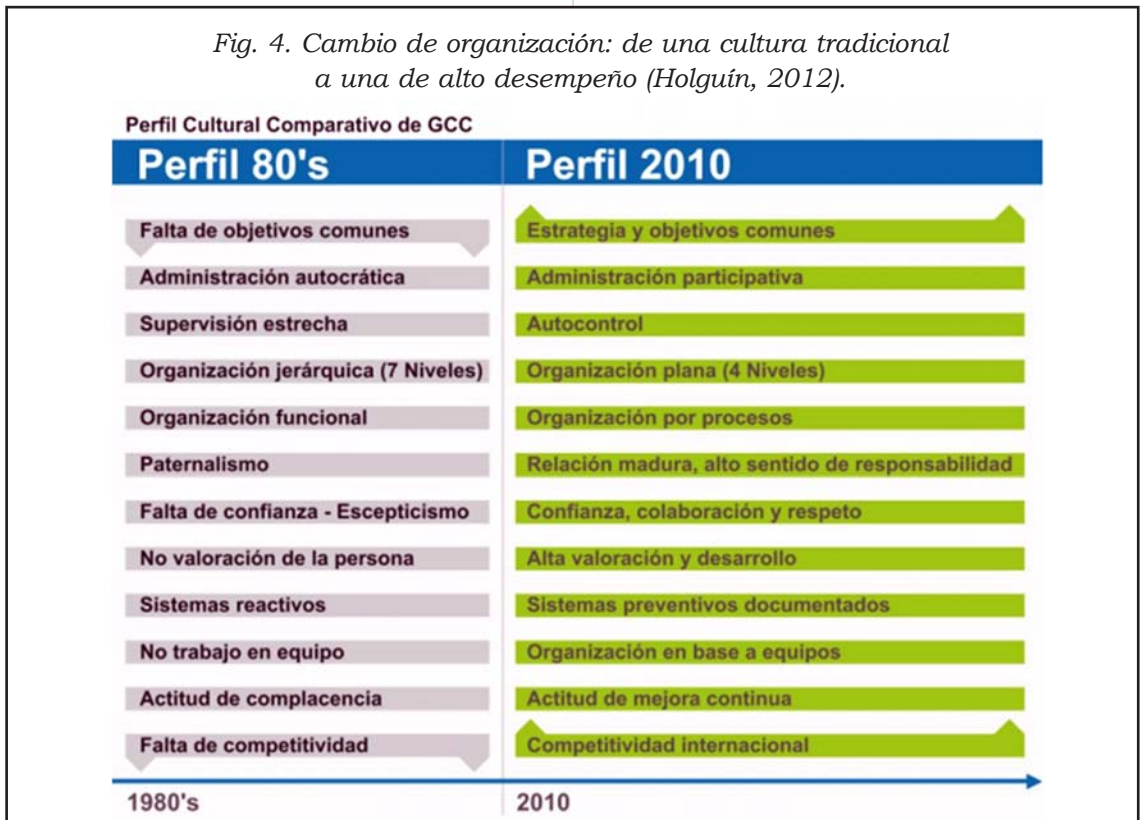 Fig. 4. Cambio de organización: de una cultura tradicional
a una de alto desempeño (Holguín, 2012).
Perfil Cultural Comparativo de GCC
Perfil 80's
Perfil 2010
Falta de objetivos comunes
Estrategia y objetivos comunes
Administración autocrática
Administración participativa
Supervisión estrecha
Autocontrol
Organización jerárquica (7 Niveles)
Organización plana (4 Niveles)
Organización funcional
Organización por procesos
Paternalismo
Relación madura, alto sentido de responsabilidad
Falta de confianza - Escepticismo
Confianza, colaboración y respeto
No valoración de la persona
Alta valoración y desarrollo
Sistemas reactivos
Sistemas preventivos documentados
No trabajo en equipo
Organización en base a equipos
Actitud de complacencia
Actitud de mejora continua
Falta de competitividad
Competitividad internacional
1980's
2010